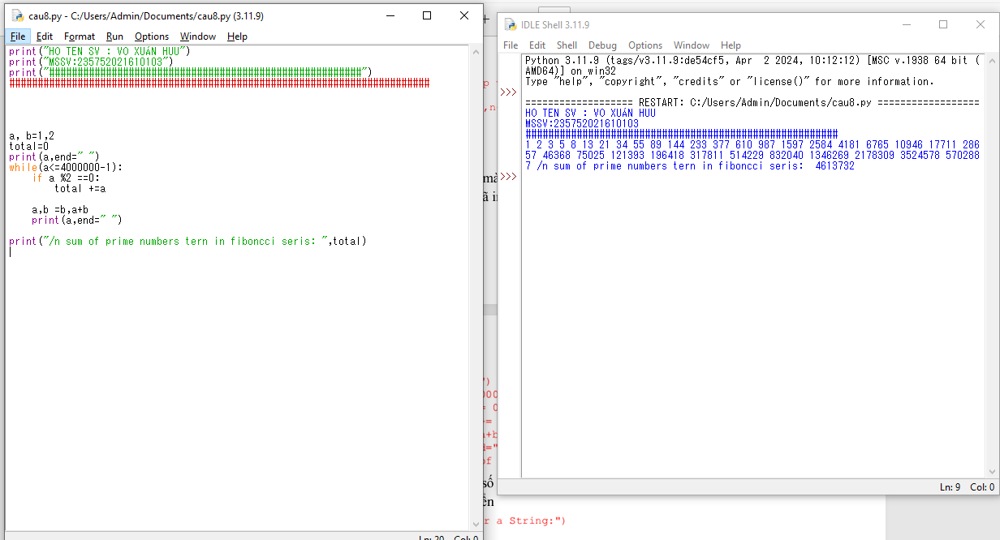 cau8.py - C:/Users/Admin/Documents/cau8.py (3.11.9)
File Edit Format Run Options Window Help
print("HO TEN SV : VO XUÁN HUU")
print("MSSV:235752021610103")
print("#######################################################")
##########################################################################
a, b=1,2
total=0
print(a,end=" ")
while(a<=4000000-1):
    if a %2 ==0:
        total +=a
    a,b =b,a+b
    print(a,end=" ")
print("/n sum of prime numbers tern in fiboncci seris: ",total)
Ln: 20 Col: 0
IDLE Shell 3.11.9
File Edit Shell Debug Options Window Help
Python 3.11.9 (tags/v3.11.9:de54cf5, Apr  2 2024, 10:12:12) [MSC v.1938 64 bit (
AMD64)] on win32
Type "help", "copyright", "credits" or "license()" for more information.
>>>
=================== RESTART: C:/Users/Admin/Documents/cau8.py ==================
HO TEN SV : VO XUÁN HUU
MSSV:235752021610103
#######################################################
1 2 3 5 8 13 21 34 55 89 144 233 377 610 987 1597 2584 4181 6765 10946 17711 286
57 46368 75025 121393 196418 317811 514229 832040 1346269 2178309 3524578 570288
7 /n sum of prime numbers tern in fiboncci seris:  4613732
>>>
Ln: 9 Col: 0
số
r a String:")